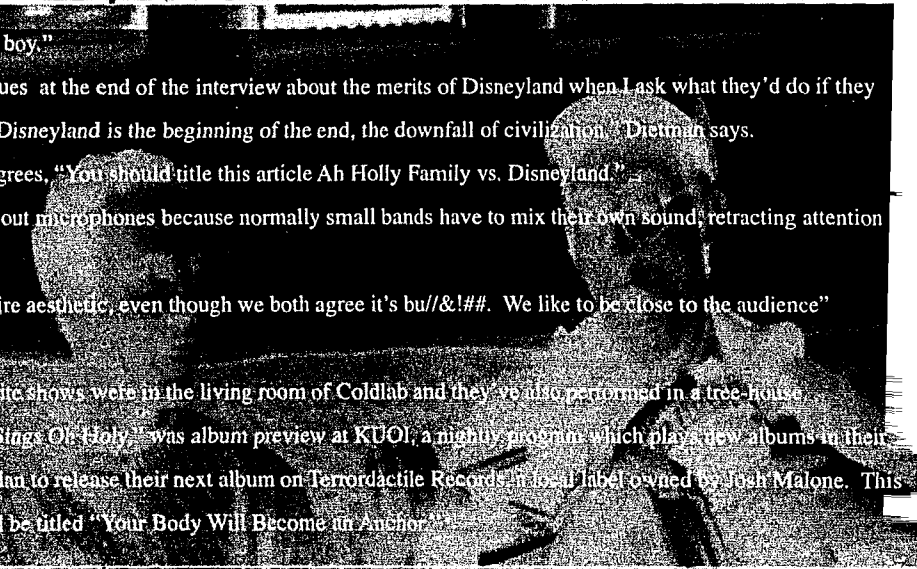 boy.”
ues at the end of the interview about the merits of Disneyland when I ask what they’d do if they
Disneyland is the beginning of the end, the downfall of civilization,” Dietman says.
grees, “You should title this article Ah Holly Family vs. Disneyland.”
out microphones because normally small bands have to mix their own sound, retracting attention
ire aesthetic, even though we both agree it’s bu//&!##. We like to be close to the audience”
ite shows were in the living room of Coldlab and they’ve also performed in a tree-house.
Sings Oh Holy,” was album preview at KUOI, a nightly program which plays new albums in their
lan to release their next album on Terrordactile Records, a local label owned by Josh Malone. This
l be titled “Your Body Will Become an Anchor.”